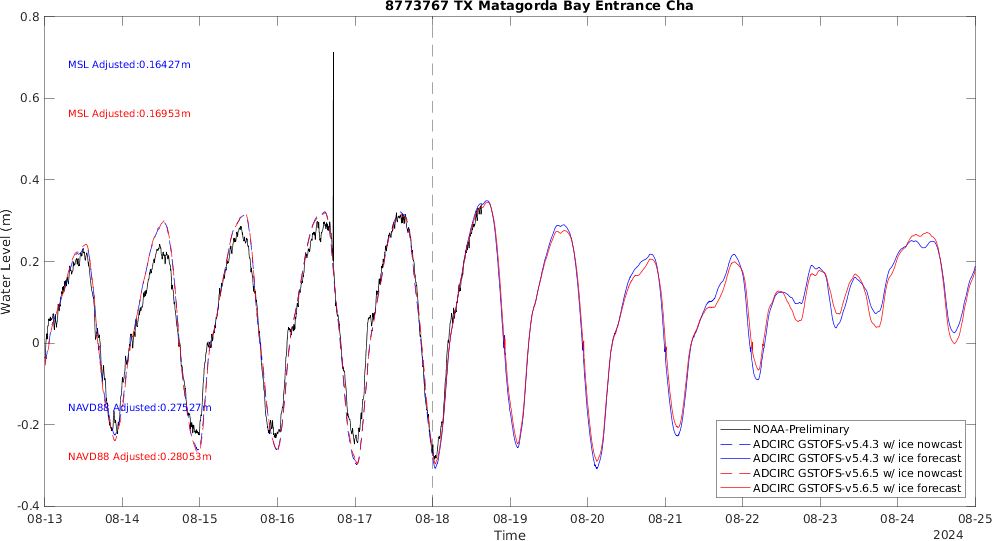 8773767 TX Matagorda Bay Entrance Cha
0.8
0.6
0.4
0.2
0
-0.2
-0.4
Water Level (m)
MSL Adjusted:0.16427m
MSL Adjusted:0.16953m
NAVD88 Adjusted:0.27527m
NAVD88 Adjusted:0.28053m
NOAA-Preliminary
ADCIRC GSTOFS-v5.4.3 w/ ice nowcast
ADCIRC GSTOFS-v5.4.3 w/ ice forecast
ADCIRC GSTOFS-v5.6.5 w/ ice nowcast
ADCIRC GSTOFS-v5.6.5 w/ ice forecast
08-13 08-14 08-15 08-16 08-17 08-18 08-19 08-20 08-21 08-22 08-23 08-24 08-25
Time
2024